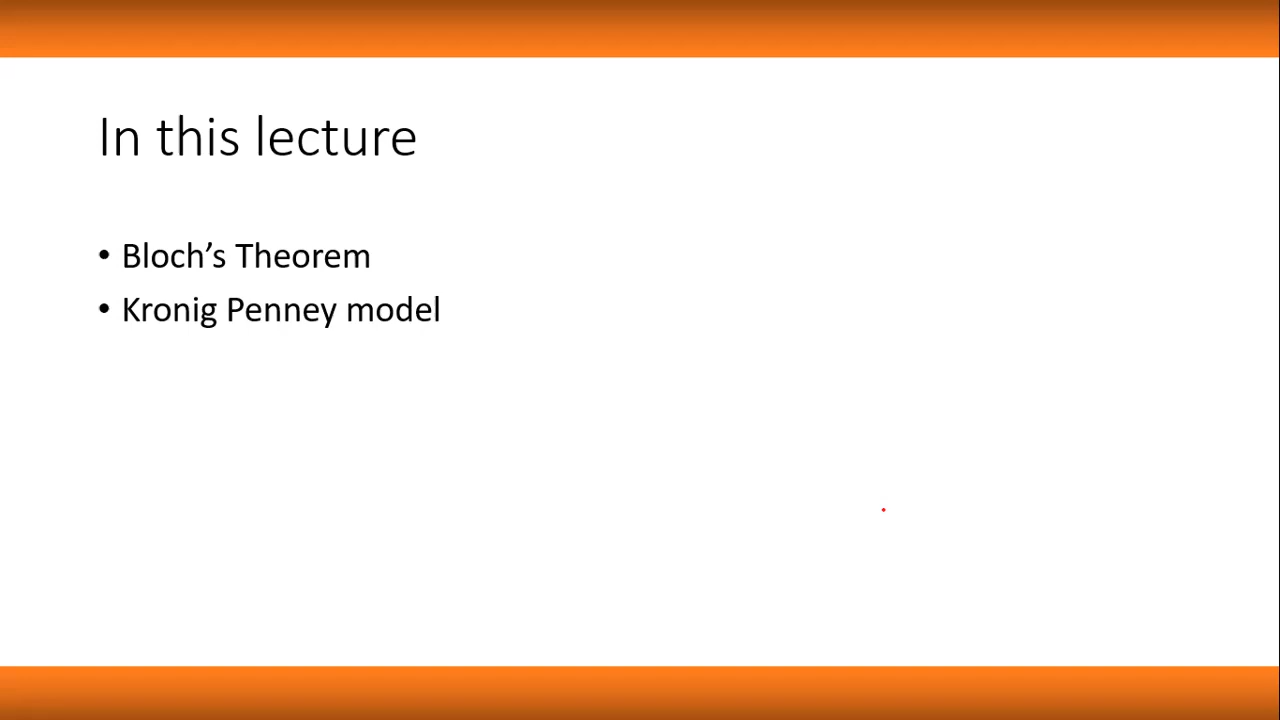 In this lecture
• Bloch’s Theorem
• Kronig Penney model